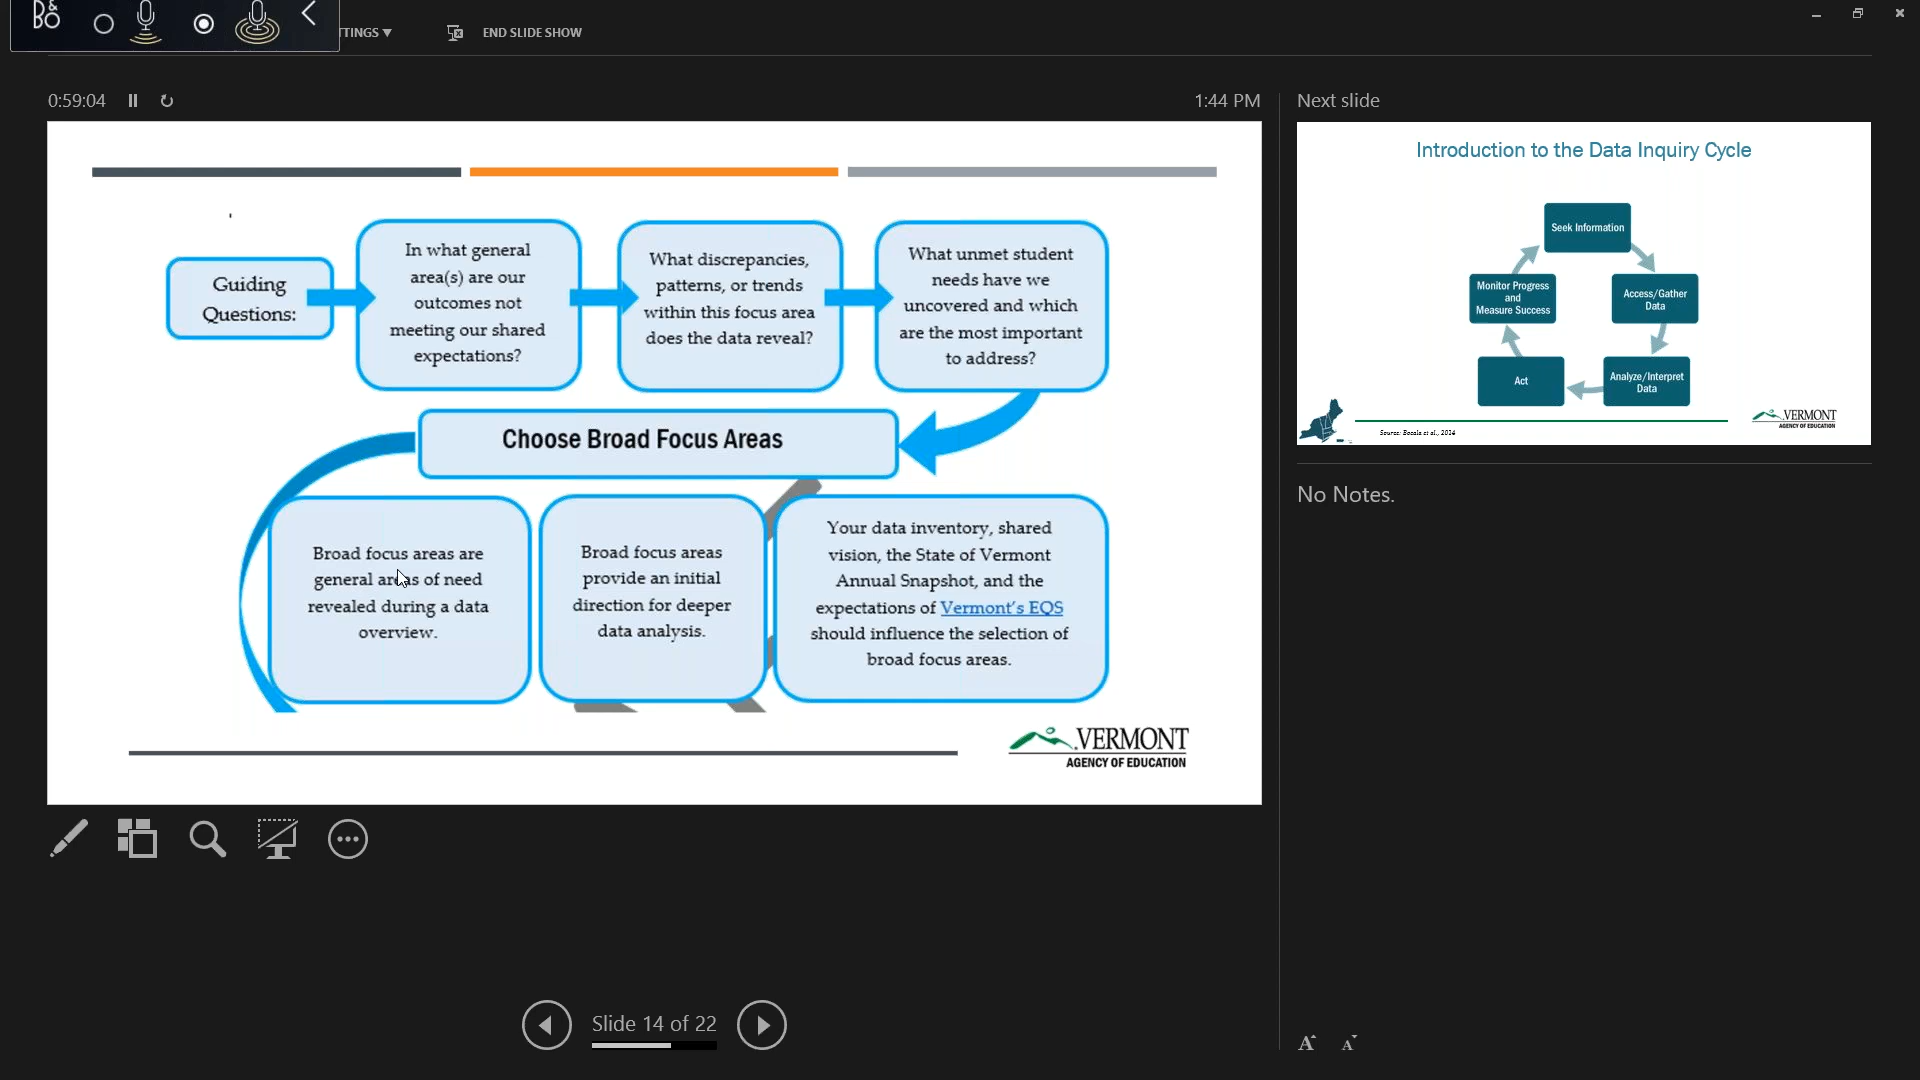 B&O
TTINGS ▼
END SLIDE SHOW
0:59:04
1:44 PM
Next slide
Guiding
Questions:
In what general
area(s) are our
outcomes not
meeting our shared
expectations?
What discrepancies,
patterns, or trends
within this focus area
does the data reveal?
What unmet student
needs have we
uncovered and which
are the most important
to address?
Choose Broad Focus Areas
Broad focus areas are
general areas of need
revealed during a data
overview.
Broad focus areas
provide an initial
direction for deeper
data analysis.
Your data inventory, shared
vision, the State of Vermont
Annual Snapshot, and the
expectations of Vermont's EQS
should influence the selection of
broad focus areas.
VERMONT
AGENCY OF EDUCATION
Introduction to the Data Inquiry Cycle
Seek Information
Monitor Progress
and
Measure Success
Access/Gather
Data
Act
Analyze/Interpret
Data
Source: Bocala et al., 2014
VERMONT
AGENCY OF EDUCATION
No Notes.
Slide 14 of 22
A A